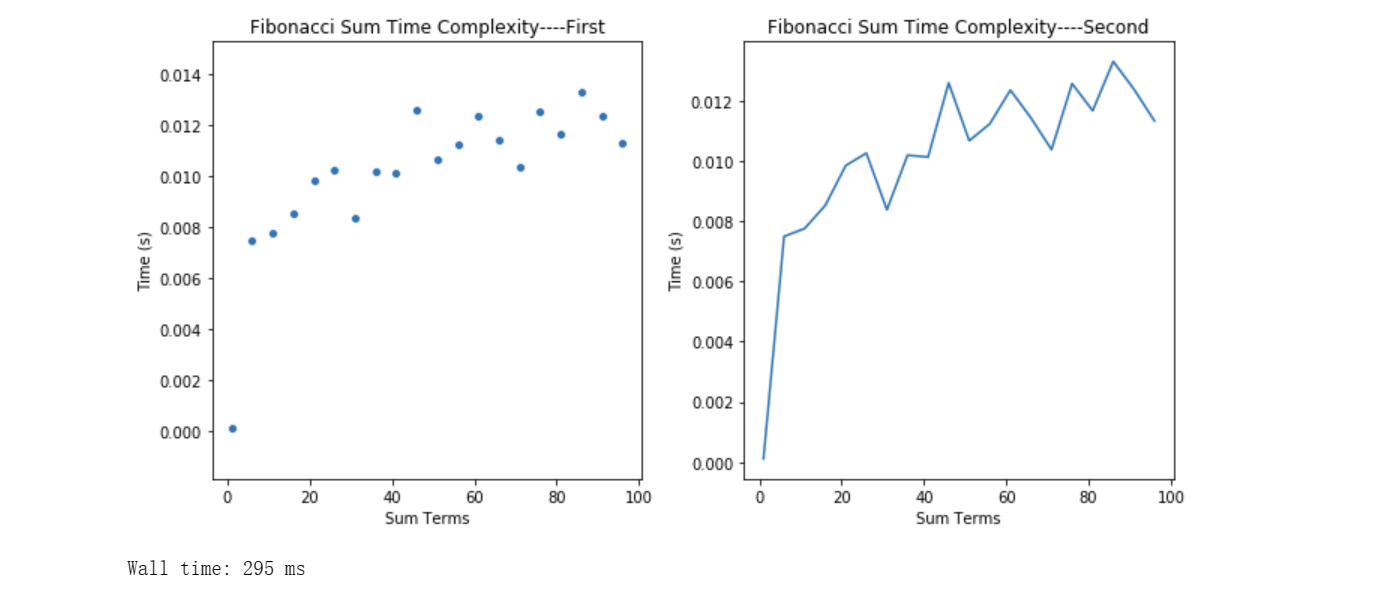 Fibonacci Sum Time Complexity----First
0.014
0.012
0.010
0.008
0.006
0.004
0.002
0.000
Time (s)
0 20 40 60 80 100
Sum Terms
Fibonacci Sum Time Complexity----Second
0.012
0.010
0.008
0.006
0.004
0.002
0.000
Time (s)
0 20 40 60 80 100
Sum Terms
Wall time: 295 ms